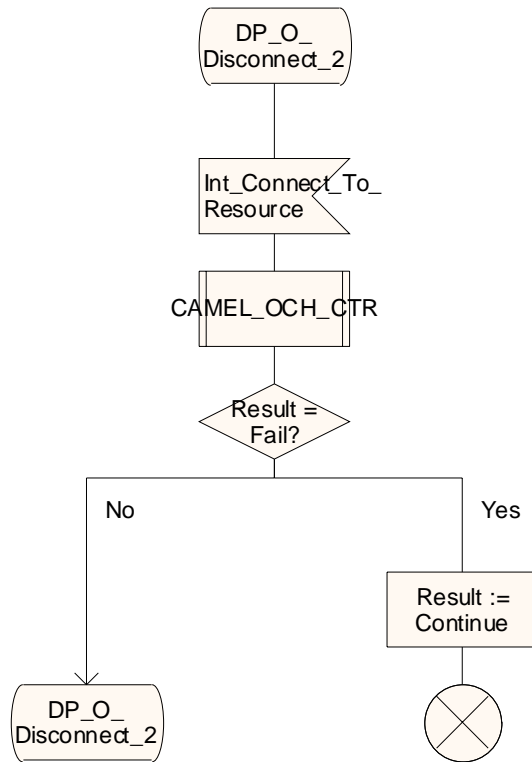 DP_O_
Disconnect_2
Int_Connect_To_
Resource
CAMEL_OCH_CTR
Result =
Fail?
No
Yes
Result :=
Continue
DP_O_
Disconnect_2